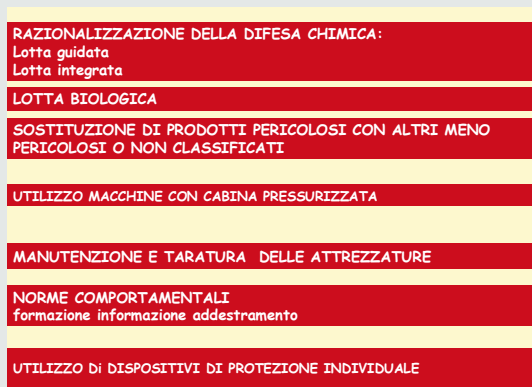 RAZIONALIZZAZIONE DELLA DIFESA CHIMICA:
Lotta guidata
Lotta integrata
LOTTA BIOLOGICA
SOSTITUZIONE DI PRODOTTI PERICOLOSI CON ALTRI MENO
PERICOLOSI O NON CLASSIFICATI
UTILIZZO MACCHINE CON CABINA PRESSURIZZATA
MANUTENZIONE E TARATURA DELLE ATTREZZATURE
NORME COMPORTAMENTALI
formazione informazione addestramento
UTILIZZO Di DISPOSITIVI DI PROTEZIONE INDIVIDUALE